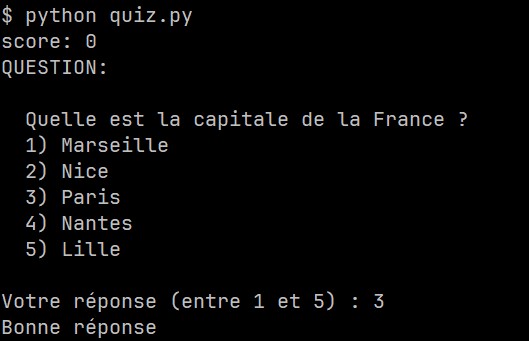 $ python quiz.py
score: 0
QUESTION:
Quelle est la capitale de la France ?
1) Marseille
2) Nice
3) Paris
4) Nantes
5) Lille
Votre réponse (entre 1 et 5) : 3
Bonne réponse